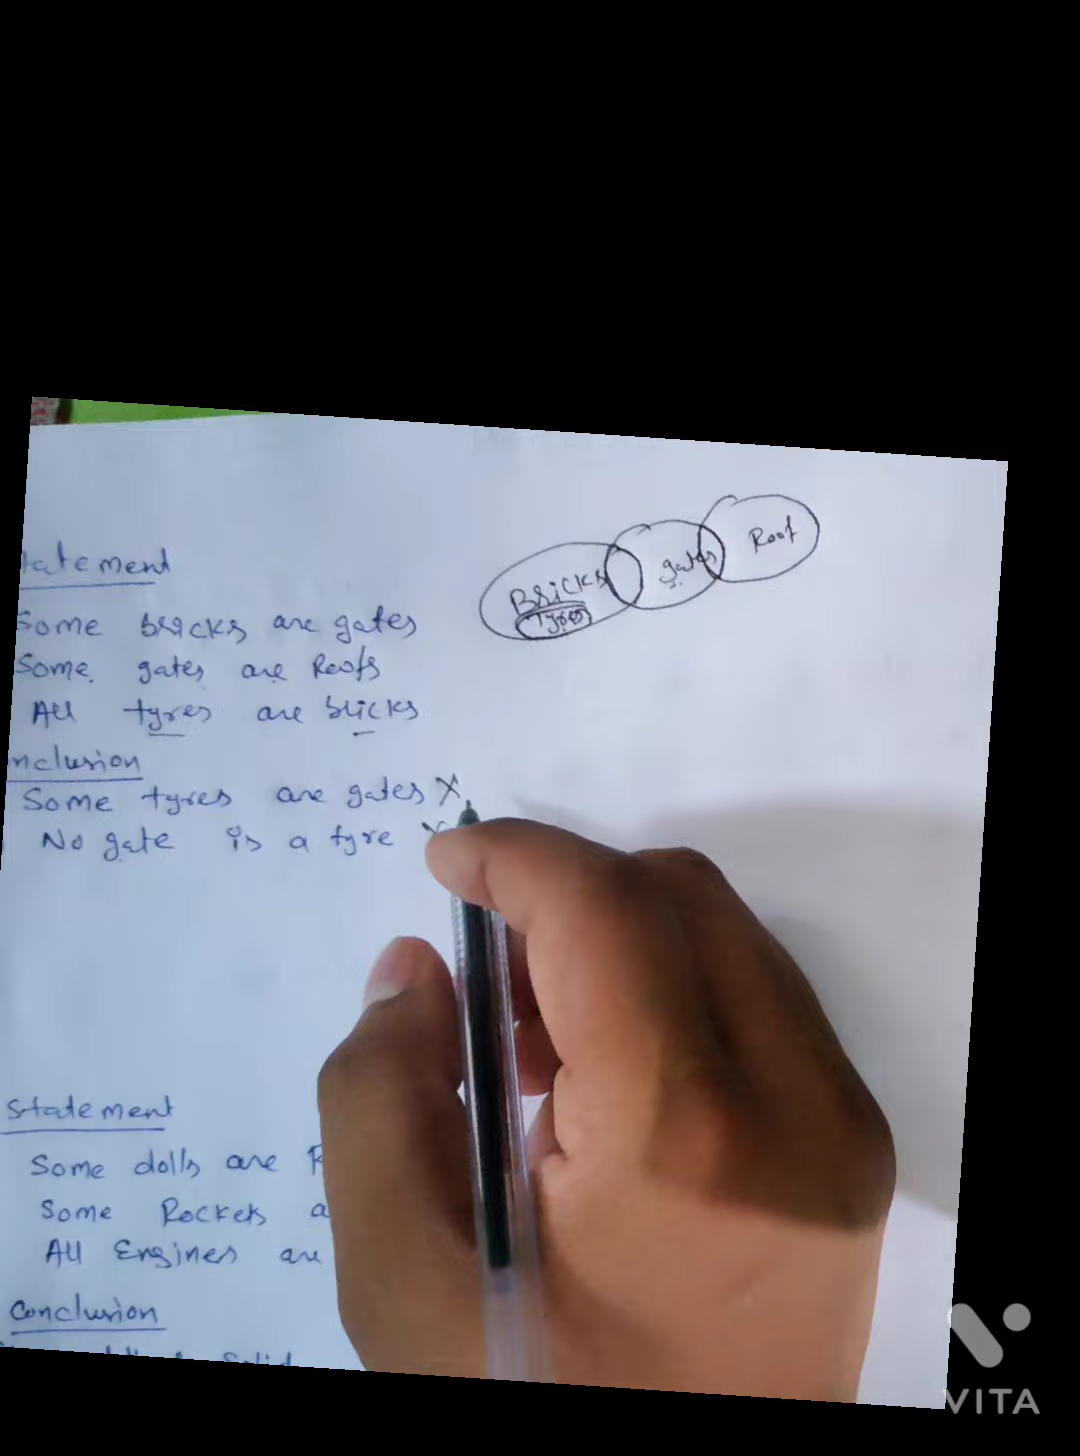 tatement
Some bricks are gates
Some gates are Roofs
All tyres are bricks
nclusion
Some tyres are gates X
No gate is a tyre
Bricks
Tyres
gates
Roof
Statement
Some dolls are
Some Rockets a
All Engines are
Conclusion
VITA